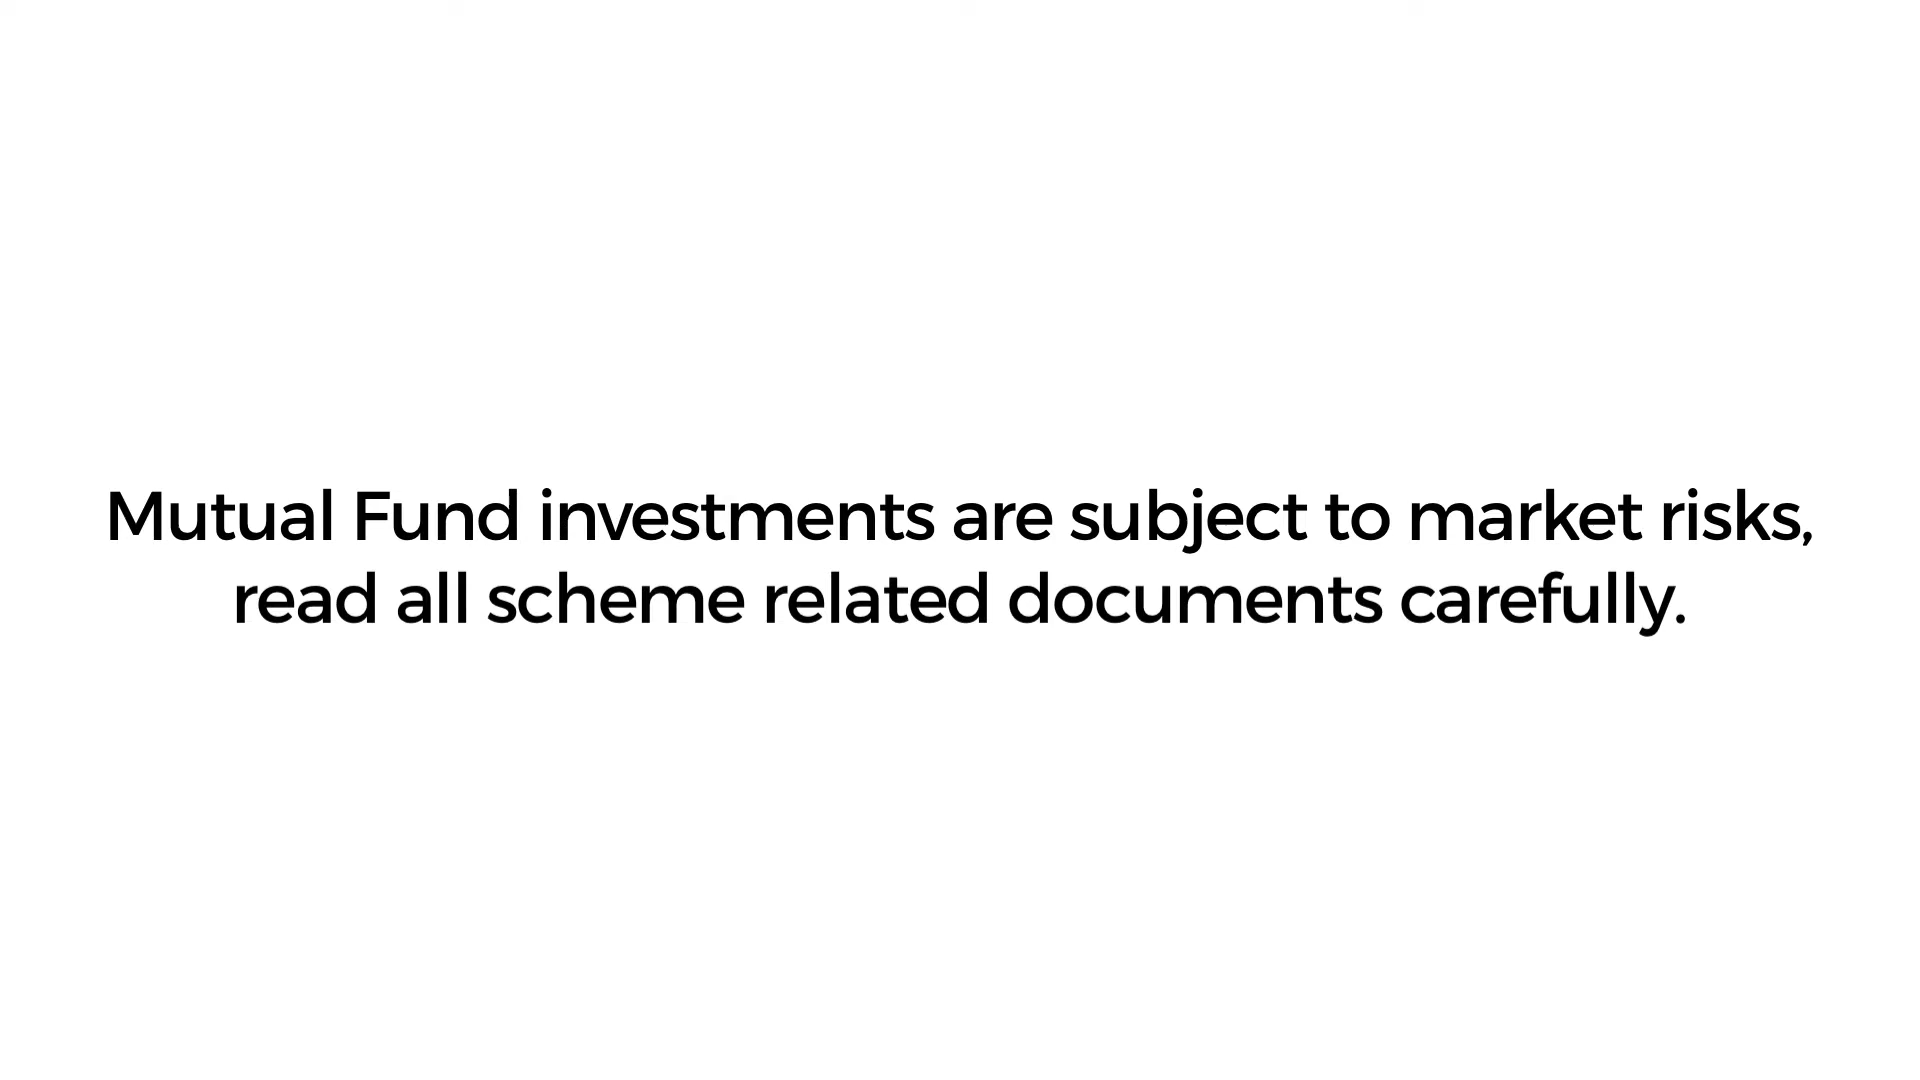 Mutual Fund investments are subject to market risks,
read all scheme related documents carefully.